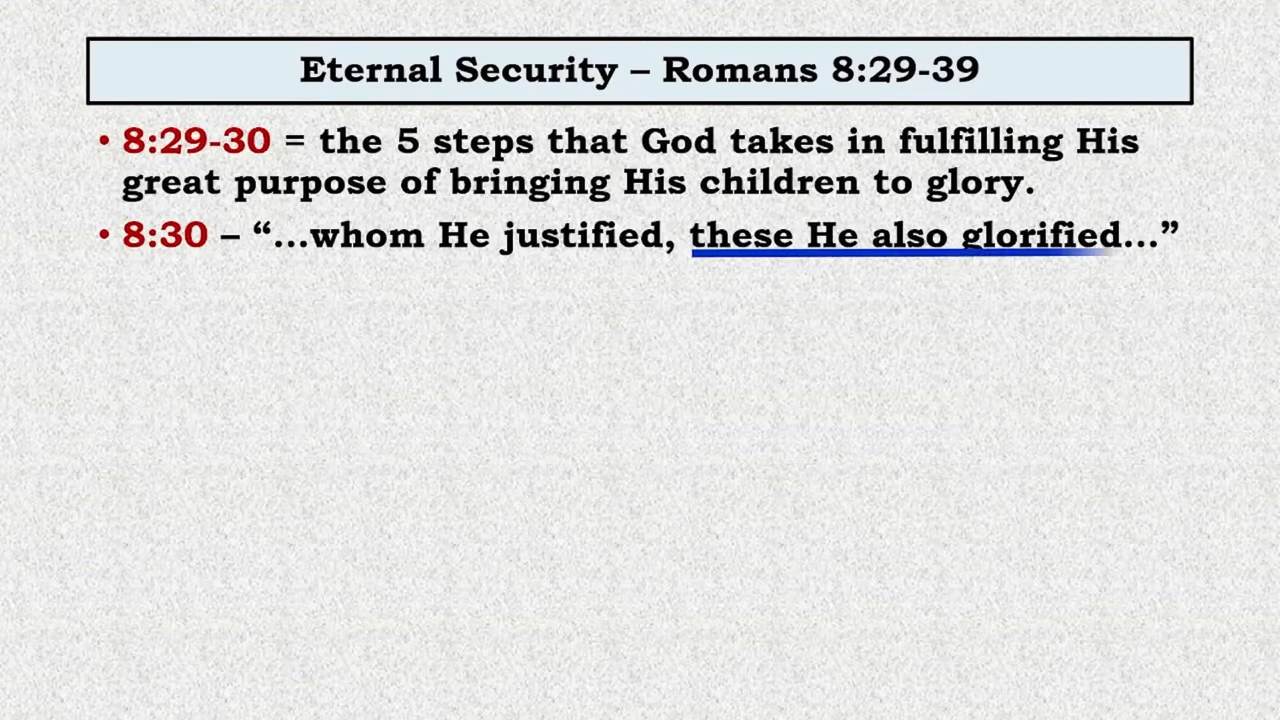 Eternal Security – Romans 8:29-39
• 8:29-30 = the 5 steps that God takes in fulfilling His
great purpose of bringing His children to glory.
• 8:30 – “…whom He justified, these He also glorified…”